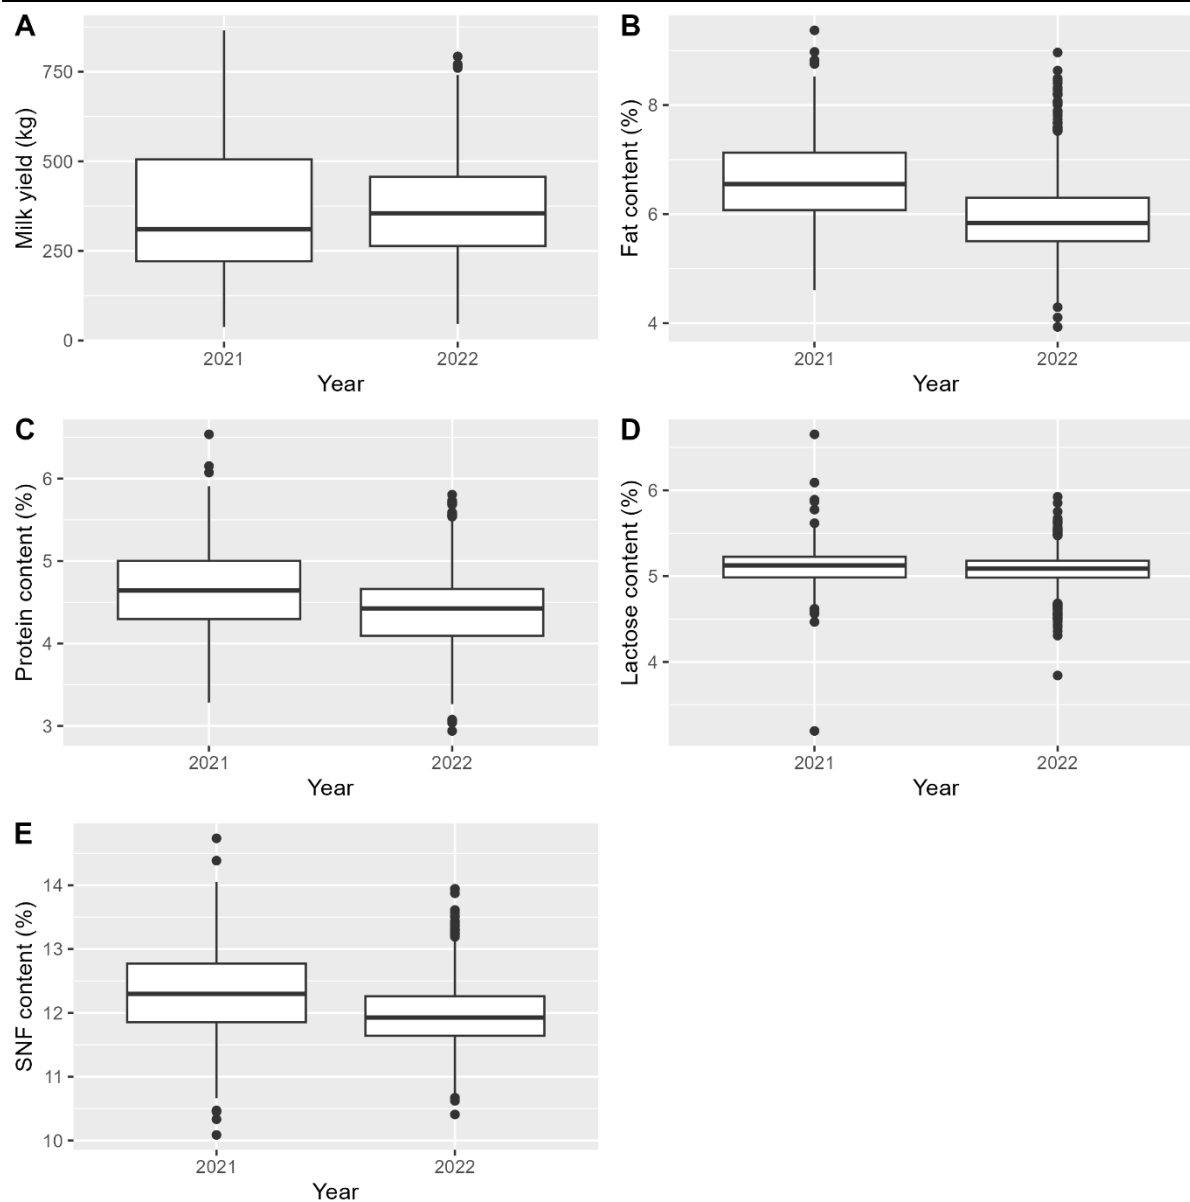 A
Milk yield (kg)
750
500
250
0
2021 2022
Year
B
Fat content (%)
8
6
4
2021 2022
Year
C
Protein content (%)
6
5
4
3
2021 2022
Year
D
Lactose content (%)
6
5
4
2021 2022
Year
E
SNF content (%)
14
13
12
11
10
2021 2022
Year